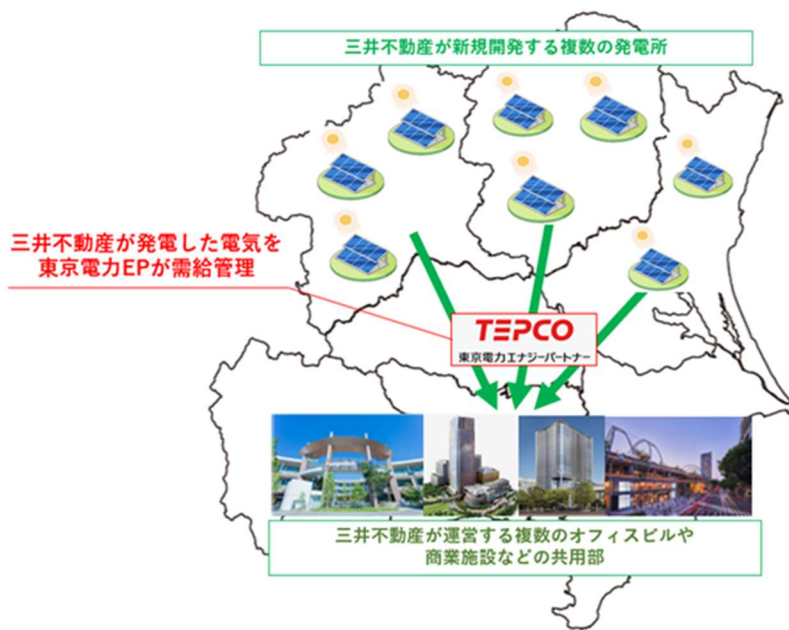 三井不動産が新規開発する複数の発電所
三井不動産が発電した電気を
東京電力EPが需給管理
TEPCO
東京電力エナジーパートナー
三井不動産が運営する複数のオフィスビルや
商業施設などの共用部